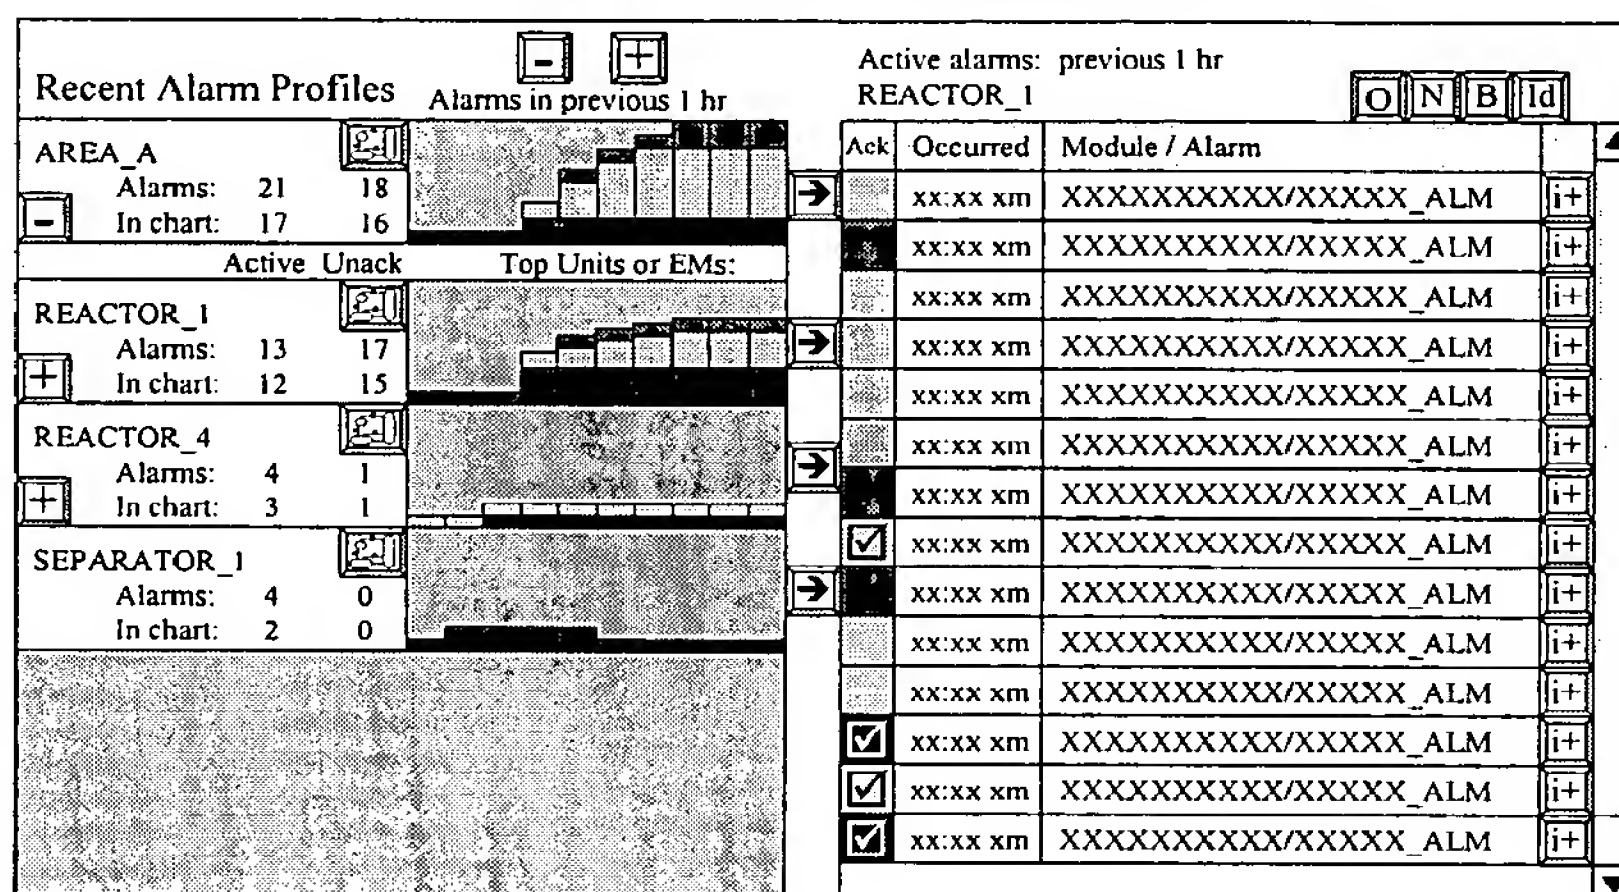 Recent Alarm Profiles
- +
Alarms in previous 1 hr
AREA_A
Alarms: 21 18
- In chart: 17 16
Active Unack Top Units or EMs:
REACTOR_1
Alarms: 13 17
+ In chart: 12 15
REACTOR_4
Alarms: 4 1
+ In chart: 3 1
SEPARATOR_1
Alarms: 4 0
In chart: 2 0
Active alarms: previous 1 hr
REACTOR_1
O N B Id
Ack Occurred Module / Alarm
xx:xx xm XXXXXXXXXX/XXXXX_ALM i+
xx:xx xm XXXXXXXXXX/XXXXX_ALM i+
xx:xx xm XXXXXXXXXX/XXXXX_ALM i+
xx:xx xm XXXXXXXXXX/XXXXX_ALM i+
xx:xx xm XXXXXXXXXX/XXXXX_ALM i+
xx:xx xm XXXXXXXXXX/XXXXX_ALM i+
xx:xx xm XXXXXXXXXX/XXXXX_ALM i+
xx:xx xm XXXXXXXXXX/XXXXX_ALM i+
xx:xx xm XXXXXXXXXX/XXXXX_ALM i+
xx:xx xm XXXXXXXXXX/XXXXX_ALM i+
xx:xx xm XXXXXXXXXX/XXXXX_ALM i+
xx:xx xm XXXXXXXXXX/XXXXX_ALM i+
xx:xx xm XXXXXXXXXX/XXXXX_ALM i+
xx:xx xm XXXXXXXXXX/XXXXX_ALM i+